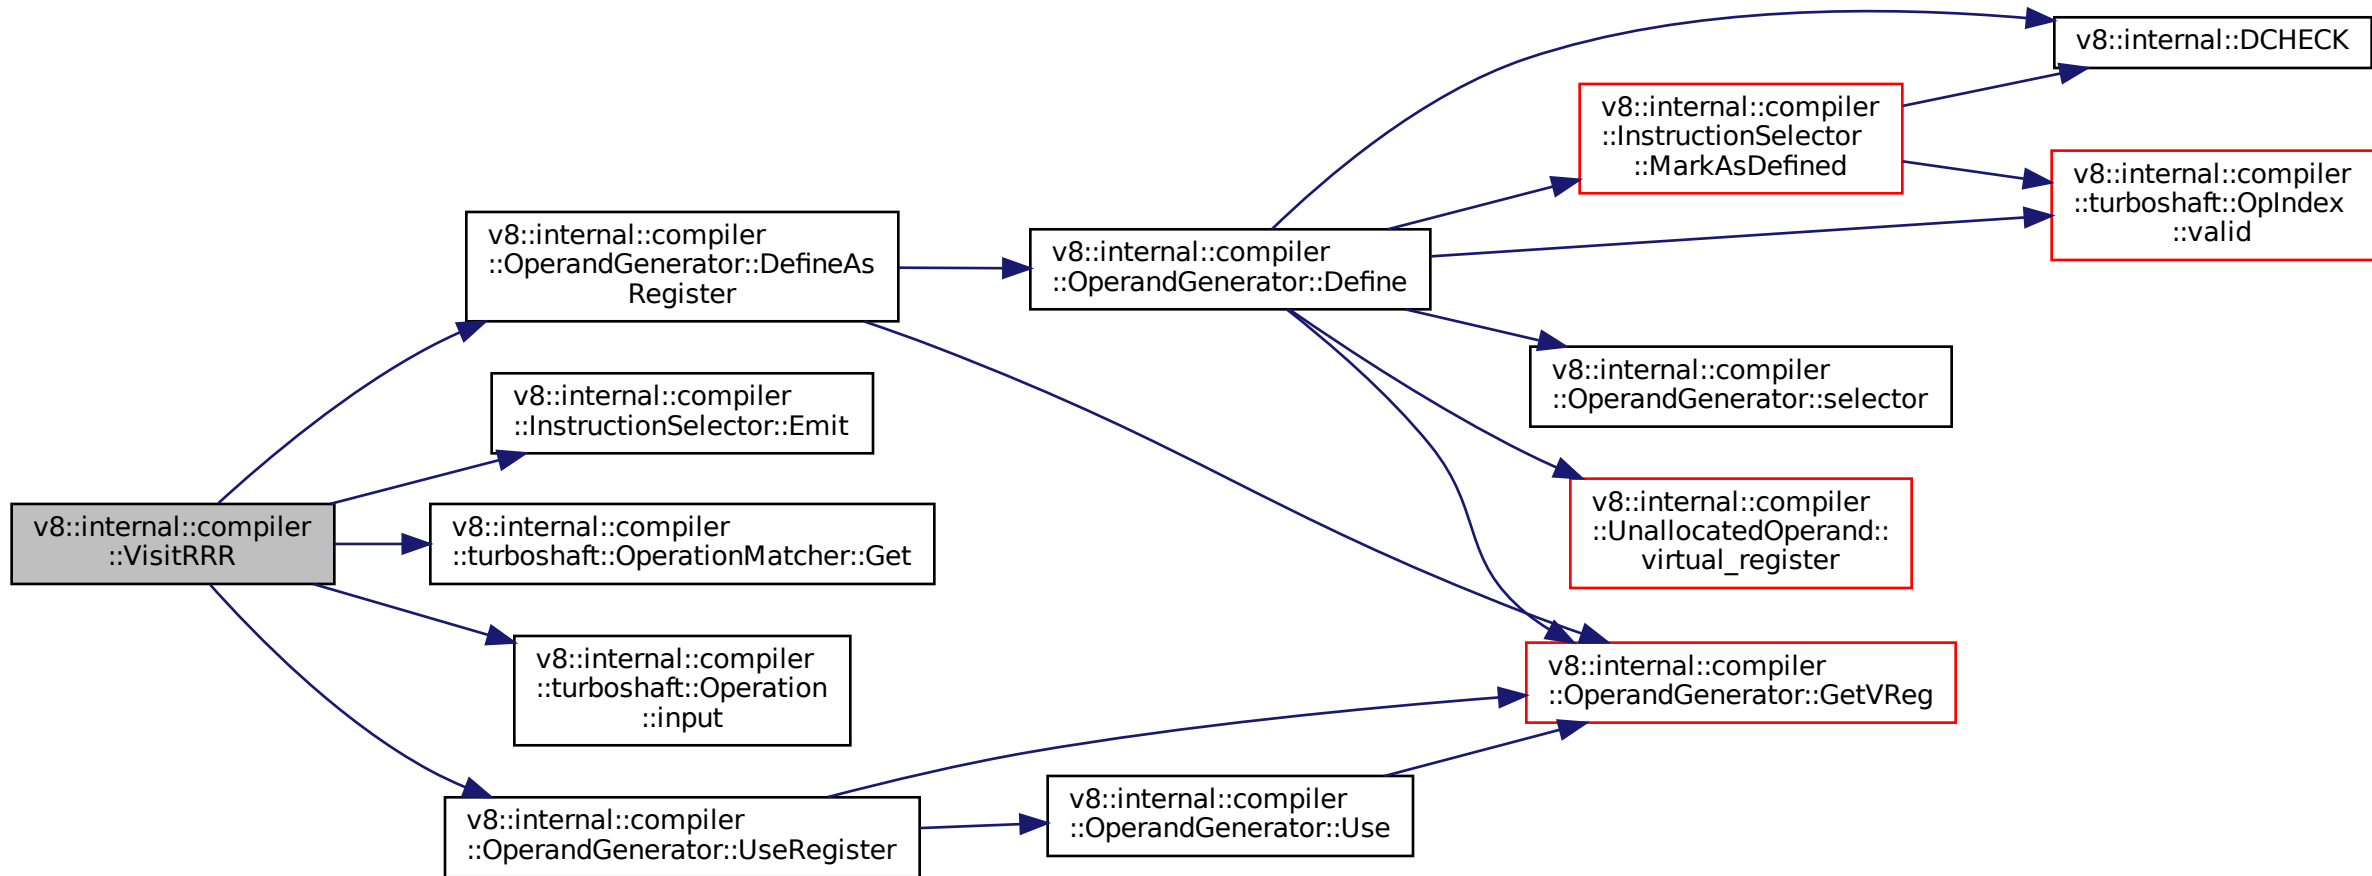 v8::internal::compiler
::VisitRRR
v8::internal::compiler
::OperandGenerator::DefineAs
Register
v8::internal::compiler
::InstructionSelector::Emit
v8::internal::compiler
::turboshaft::OperationMatcher::Get
v8::internal::compiler
::turboshaft::Operation
::input
v8::internal::compiler
::OperandGenerator::UseRegister
v8::internal::compiler
::OperandGenerator::Define
v8::internal::compiler
::OperandGenerator::Use
v8::internal::compiler
::InstructionSelector
::MarkAsDefined
v8::internal::compiler
::OperandGenerator::selector
v8::internal::compiler
::UnallocatedOperand::
virtual_register
v8::internal::compiler
::OperandGenerator::GetVReg
v8::internal::DCHECK
v8::internal::compiler
::turboshaft::OpIndex
::valid